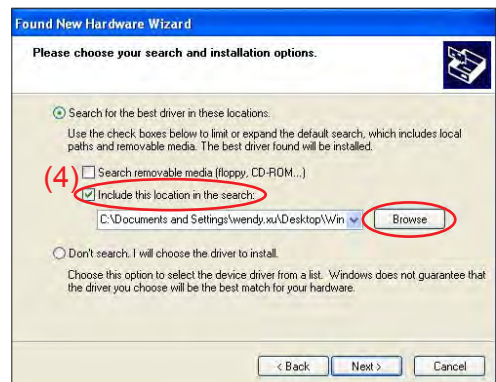 Found New Hardware Wizard
Please choose your search and installation options.
Search for the best driver in these locations.
Use the check boxes below to limit or expand the default search, which includes local
paths and removable media. The best driver found will be installed.
(4)
Search removable media (floppy, CD-ROM...)
Include this location in the search:
C:\Documents and Settings\wendy.xu\Desktop\Win
Browse
Don't search. I will choose the driver to install.
Choose this option to select the device driver from a list. Windows does not guarantee that
the driver you choose will be the best match for your hardware.
< Back
Next >
Cancel